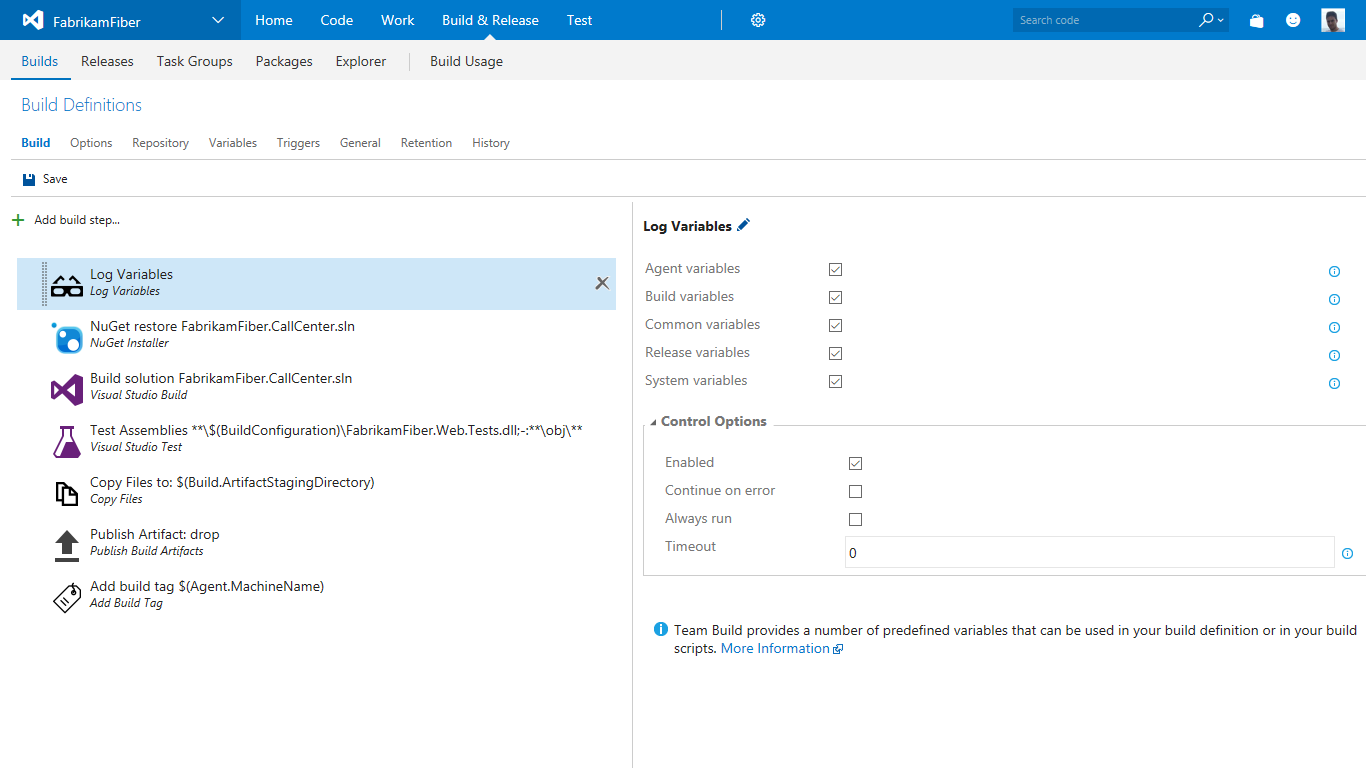 FabrikamFiber Home Code Work Build & Release Test Search code
Builds Releases Task Groups Packages Explorer Build Usage
Build Definitions
Build Options Repository Variables Triggers General Retention History
Save
Add build step...
Log Variables
Log Variables
NuGet restore FabrikamFiber.CallCenter.sln
NuGet Installer
Build solution FabrikamFiber.CallCenter.sln
Visual Studio Build
Test Assemblies **\$(BuildConfiguration)\FabrikamFiber.Web.Tests.dll;-:**\obj\**
Visual Studio Test
Copy Files to: $(Build.ArtifactStagingDirectory)
Copy Files
Publish Artifact: drop
Publish Build Artifacts
Add build tag $(Agent.MachineName)
Add Build Tag
Log Variables
Agent variables
Build variables
Common variables
Release variables
System variables
Control Options
Enabled
Continue on error
Always run
Timeout 0
Team Build provides a number of predefined variables that can be used in your build definition or in your build
scripts. More Information